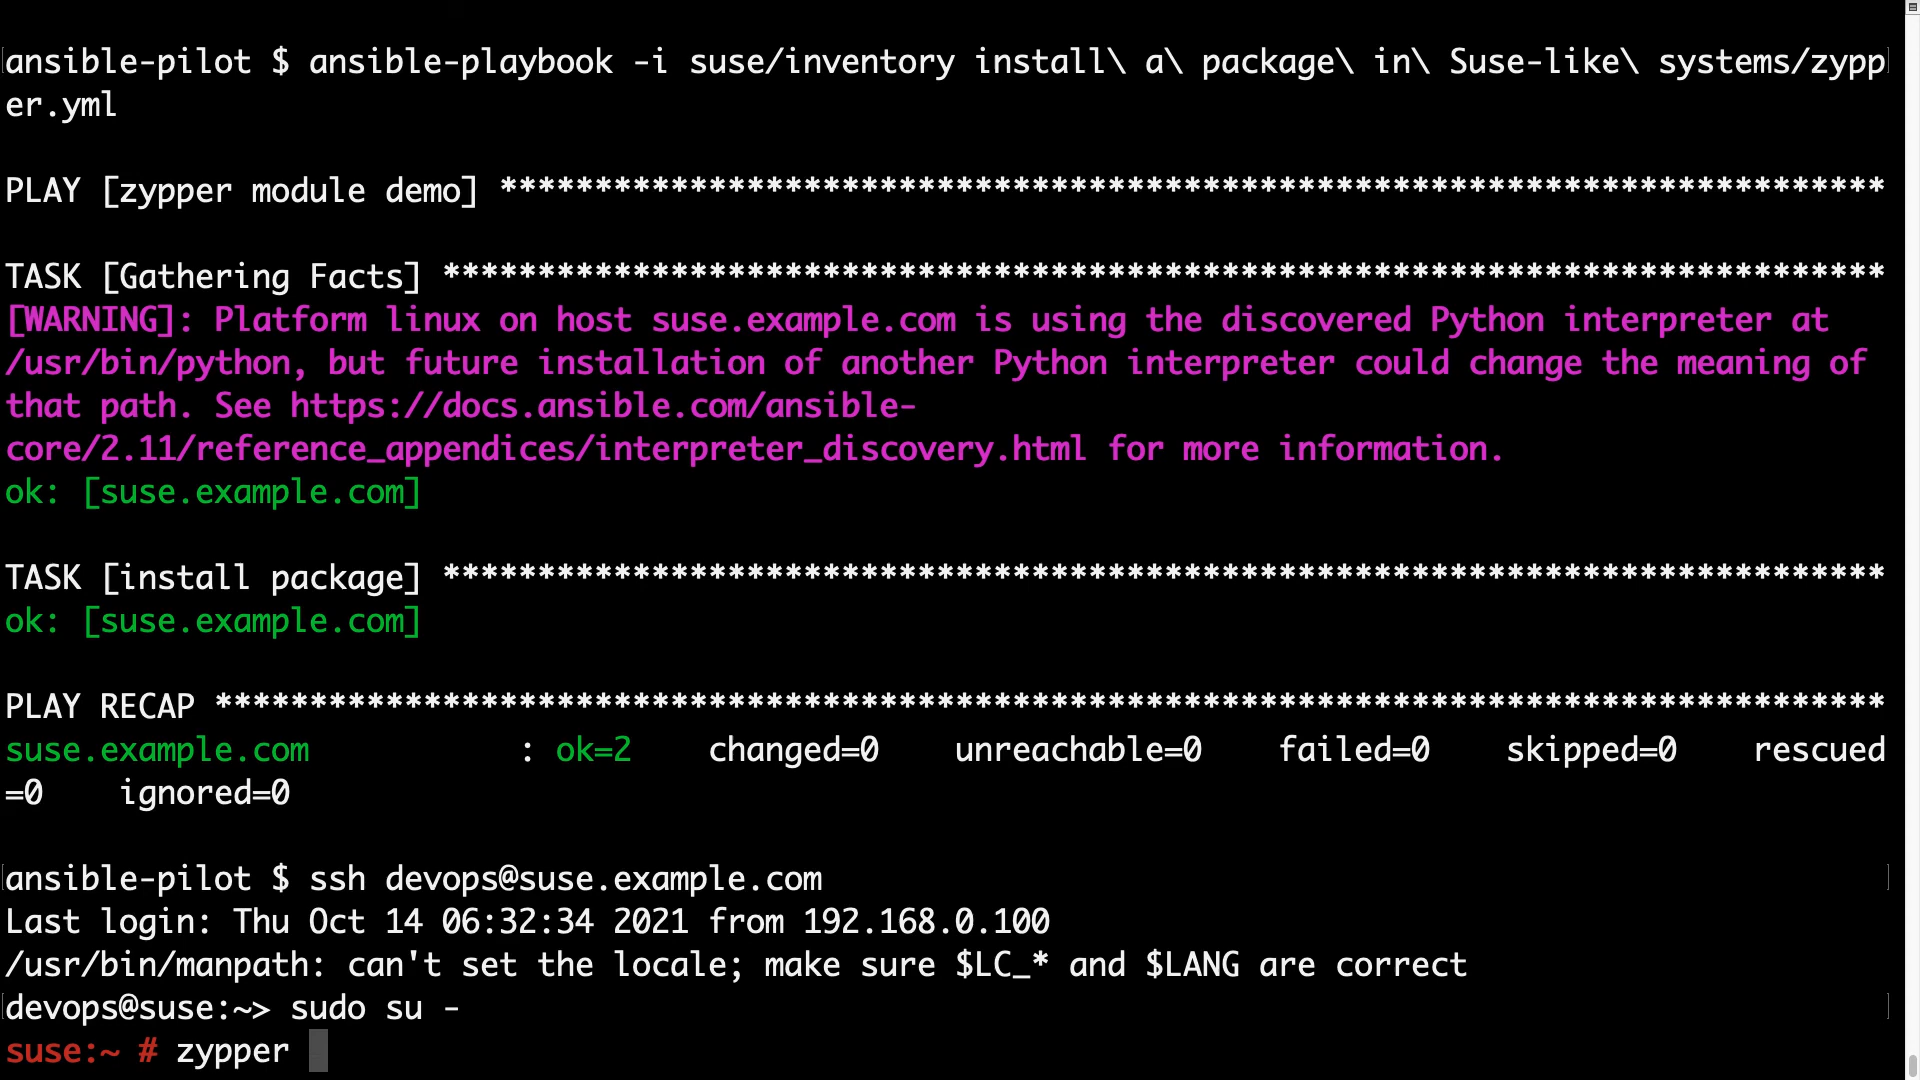 ansible-pilot $ ansible-playbook -i suse/inventory install\ a\ package\ in\ Suse-like\ systems/zypp
er.yml
PLAY [zypper module demo] *************************************************************************
TASK [Gathering Facts] ****************************************************************************
[WARNING]: Platform linux on host suse.example.com is using the discovered Python interpreter at
/usr/bin/python, but future installation of another Python interpreter could change the meaning of
that path. See https://docs.ansible.com/ansible-
core/2.11/reference_appendices/interpreter_discovery.html for more information.
ok: [suse.example.com]
TASK [install package] ****************************************************************************
ok: [suse.example.com]
PLAY RECAP ****************************************************************************************
suse.example.com           : ok=2    changed=0    unreachable=0    failed=0    skipped=0    rescued
=0    ignored=0
ansible-pilot $ ssh devops@suse.example.com
Last login: Thu Oct 14 06:32:34 2021 from 192.168.0.100
/usr/bin/manpath: can't set the locale; make sure $LC_* and $LANG are correct
devops@suse:~> sudo su -
suse:~ # zypper